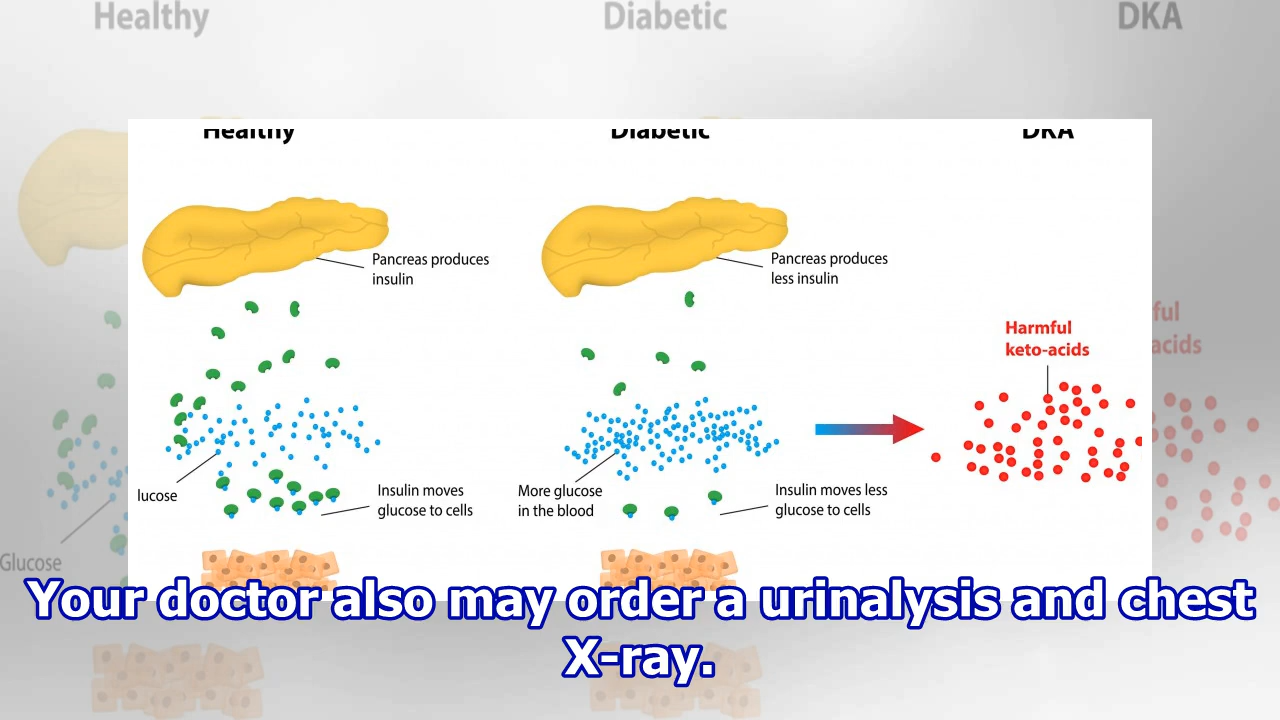 Healthy Diabetic DKA
Healthy Diabetic DKA
Pancreas produces
insulin
Pancreas produces
less insulin
Harmful
keto-acids
ful
acids
lucose
Insulin moves
glucose to cells
More glucose
in the blood
Insulin moves less
glucose to cells
Glucose
Your doctor also may order a urinalysis and chest
X-ray.